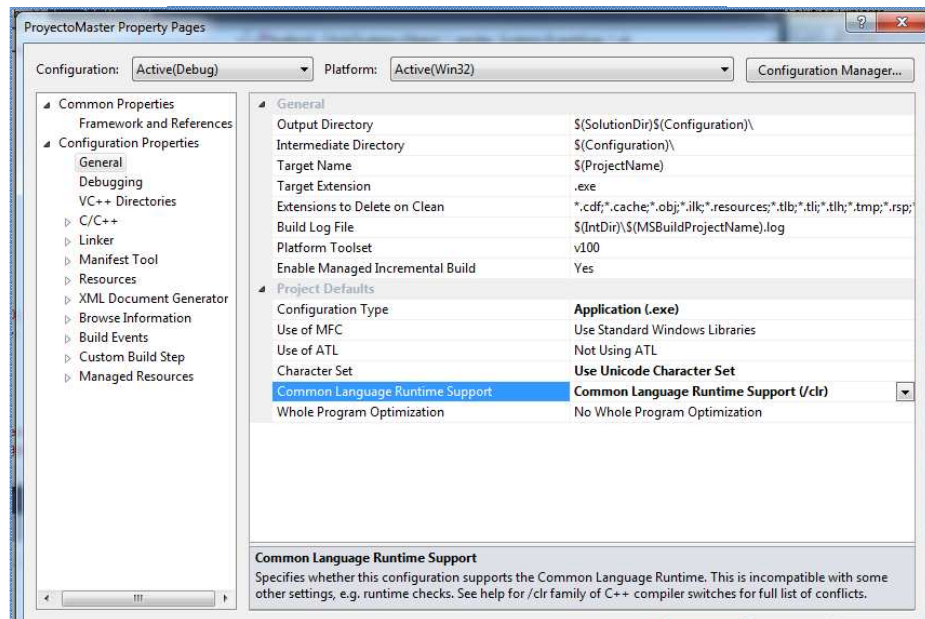 ProyectoMaster Property Pages
Configuration: Active(Debug) Platform: Active(Win32) Configuration Manager...
Common Properties
Framework and References
Configuration Properties
General
Debugging
VC++ Directories
C/C++
Linker
Manifest Tool
Resources
XML Document Generator
Browse Information
Build Events
Custom Build Step
Managed Resources
General
Output Directory $(SolutionDir)$(Configuration)\
Intermediate Directory $(Configuration)\
Target Name $(ProjectName)
Target Extension .exe
Extensions to Delete on Clean *.cdf;*.cache;*.obj;*.ilk;*.resources;*.tlb;*.tli;*.tlh;*.tmp;*.rsp;
Build Log File $(IntDir)\$(MSBuildProjectName).log
Platform Toolset v100
Enable Managed Incremental Build Yes
Project Defaults
Configuration Type Application (.exe)
Use of MFC Use Standard Windows Libraries
Use of ATL Not Using ATL
Character Set Use Unicode Character Set
Common Language Runtime Support Common Language Runtime Support (/clr)
Whole Program Optimization No Whole Program Optimization
Common Language Runtime Support
Specifies whether this configuration supports the Common Language Runtime. This is incompatible with some
other settings, e.g. runtime checks. See help for /clr family of C++ compiler switches for full list of conflicts.